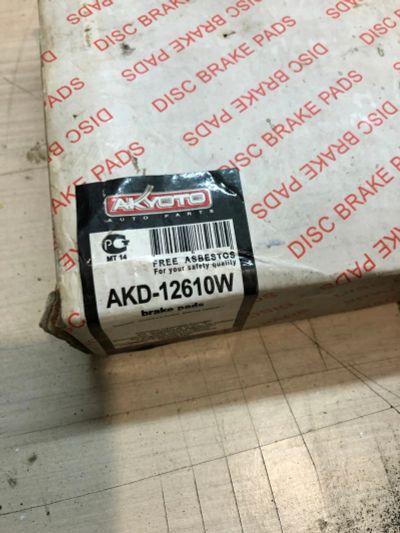 DISC BRAKE PADS
DISC BRAKE PADS
DISC BRAKE PADS
DISC BRAKE PADS
DISC BRAKE PADS
AKYOTO
AUTO PARTS
МТ 14
FREE ASBESTOS
For your safety quality
AKD-12610W
brake pads